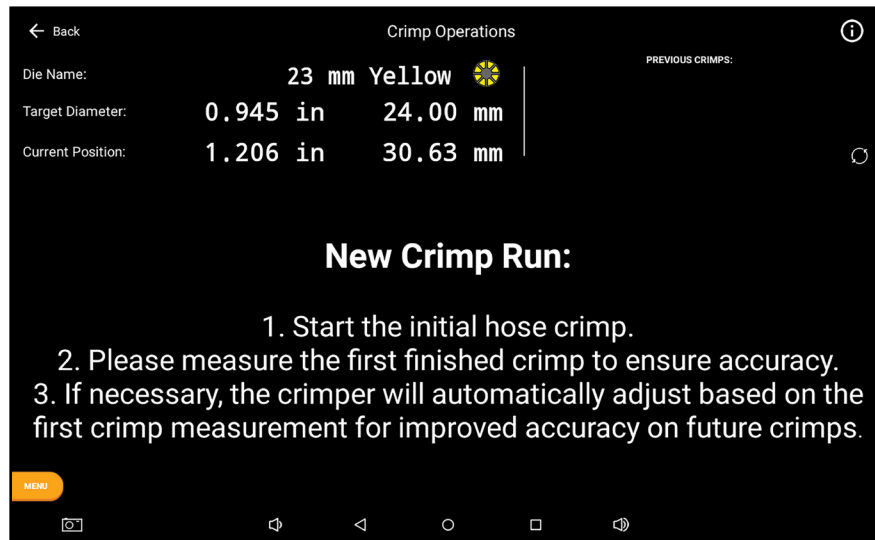 Back
Crimp Operations
Die Name:
23 mm Yellow
PREVIOUS CRIMPS:
Target Diameter:
0.945 in
24.00 mm
Current Position:
1.206 in
30.63 mm
New Crimp Run:
1. Start the initial hose crimp.
2. Please measure the first finished crimp to ensure accuracy.
3. If necessary, the crimper will automatically adjust based on the
first crimp measurement for improved accuracy on future crimps.
MENU